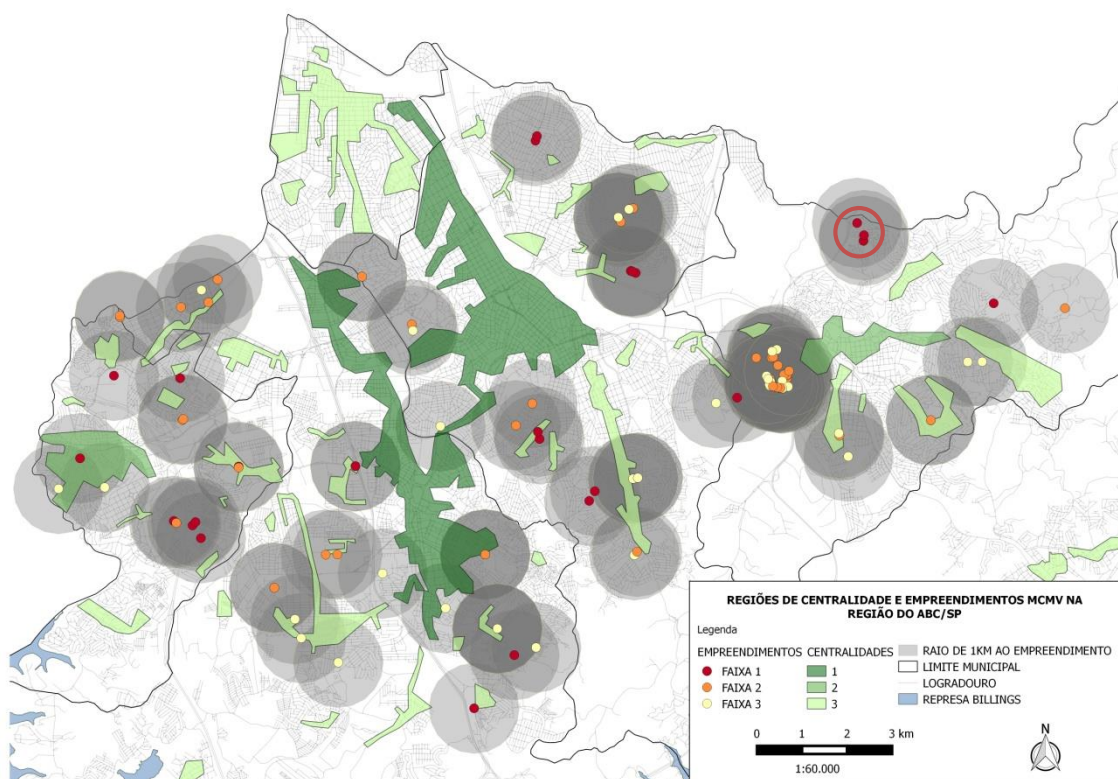 REGIÕES DE CENTRALIDADE E EMPREENDIMENTOS MCMV NA
REGIÃO DO ABC/SP
Legenda
EMPREENDIMENTOS
FAIXA 1
FAIXA 2
FAIXA 3
CENTRALIDADES
1
2
3
RAIO DE 1KM AO EMPREENDIMENTO
LIMITE MUNICIPAL
LOGRADOURO
REPRESA BILLINGS
0 1 2 3 km
1:60.000
N